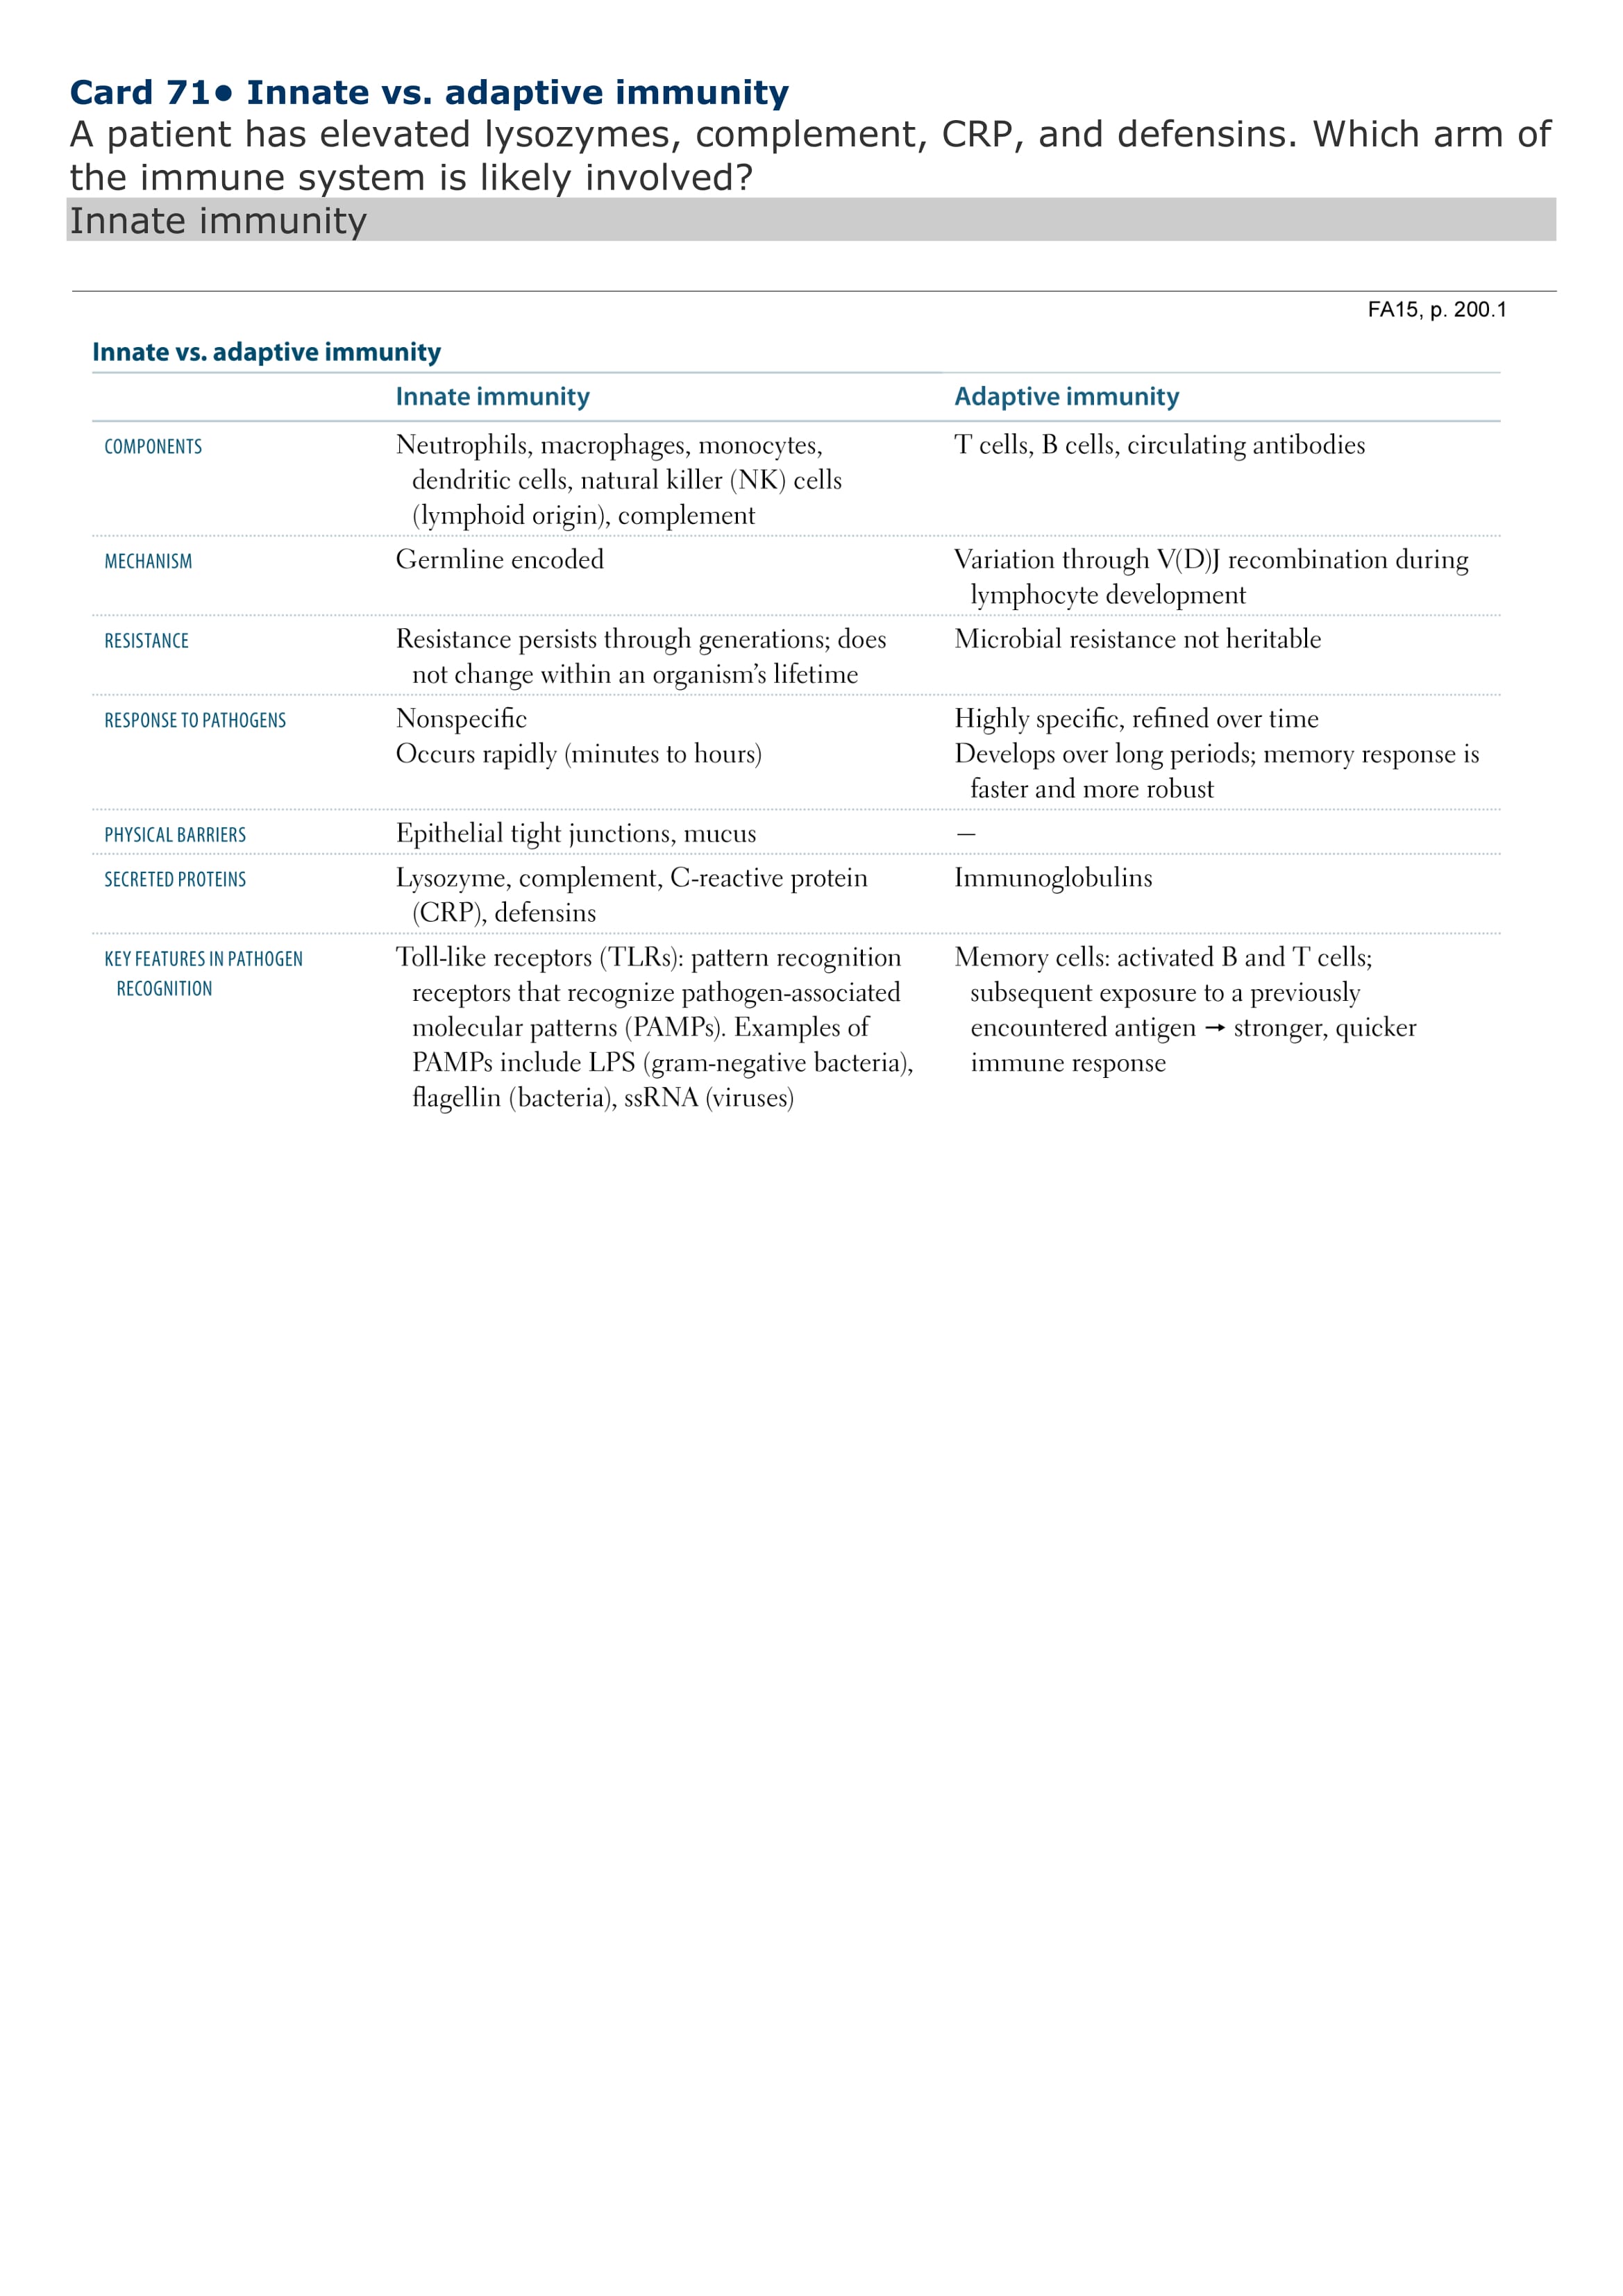 Card 71● Innate vs. adaptive immunity
A patient has elevated lysozymes, complement, CRP, and defensins. Which arm of
the immune system is likely involved?
Innate immunity
FA15, p. 200.1
Innate vs. adaptive immunity
Innate immunity Adaptive immunity
COMPONENTS Neutrophils, macrophages, monocytes, T cells, B cells, circulating antibodies
dendritic cells, natural killer (NK) cells
(lymphoid origin), complement
MECHANISM Germline encoded Variation through V(D)J recombination during
lymphocyte development
RESISTANCE Resistance persists through generations; does Microbial resistance not heritable
not change within an organism’s lifetime
RESPONSE TO PATHOGENS Nonspecific Highly specific, refined over time
Occurs rapidly (minutes to hours) Develops over long periods; memory response is
faster and more robust
PHYSICAL BARRIERS Epithelial tight junctions, mucus —
SECRETED PROTEINS Lysozyme, complement, C-reactive protein Immunoglobulins
(CRP), defensins
KEY FEATURES IN PATHOGEN Toll-like receptors (TLRs): pattern recognition Memory cells: activated B and T cells;
RECOGNITION receptors that recognize pathogen-associated subsequent exposure to a previously
molecular patterns (PAMPs). Examples of encountered antigen → stronger, quicker
PAMPs include LPS (gram-negative bacteria), immune response
flagellin (bacteria), ssRNA (viruses)